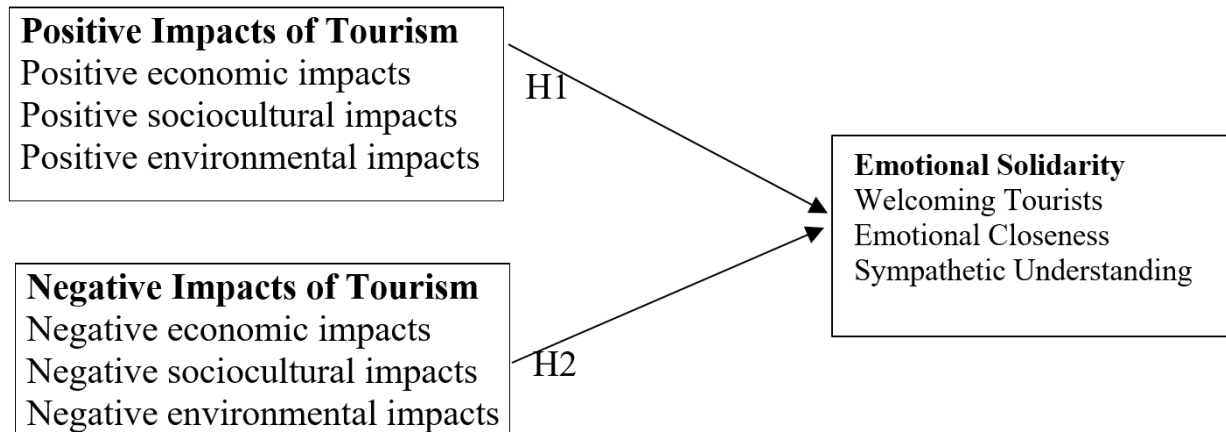 Positive Impacts of Tourism
Positive economic impacts
Positive sociocultural impacts
Positive environmental impacts
H1
Emotional Solidarity
Welcoming Tourists
Emotional Closeness
Sympathetic Understanding
Negative Impacts of Tourism
Negative economic impacts
Negative sociocultural impacts
Negative environmental impacts
H2